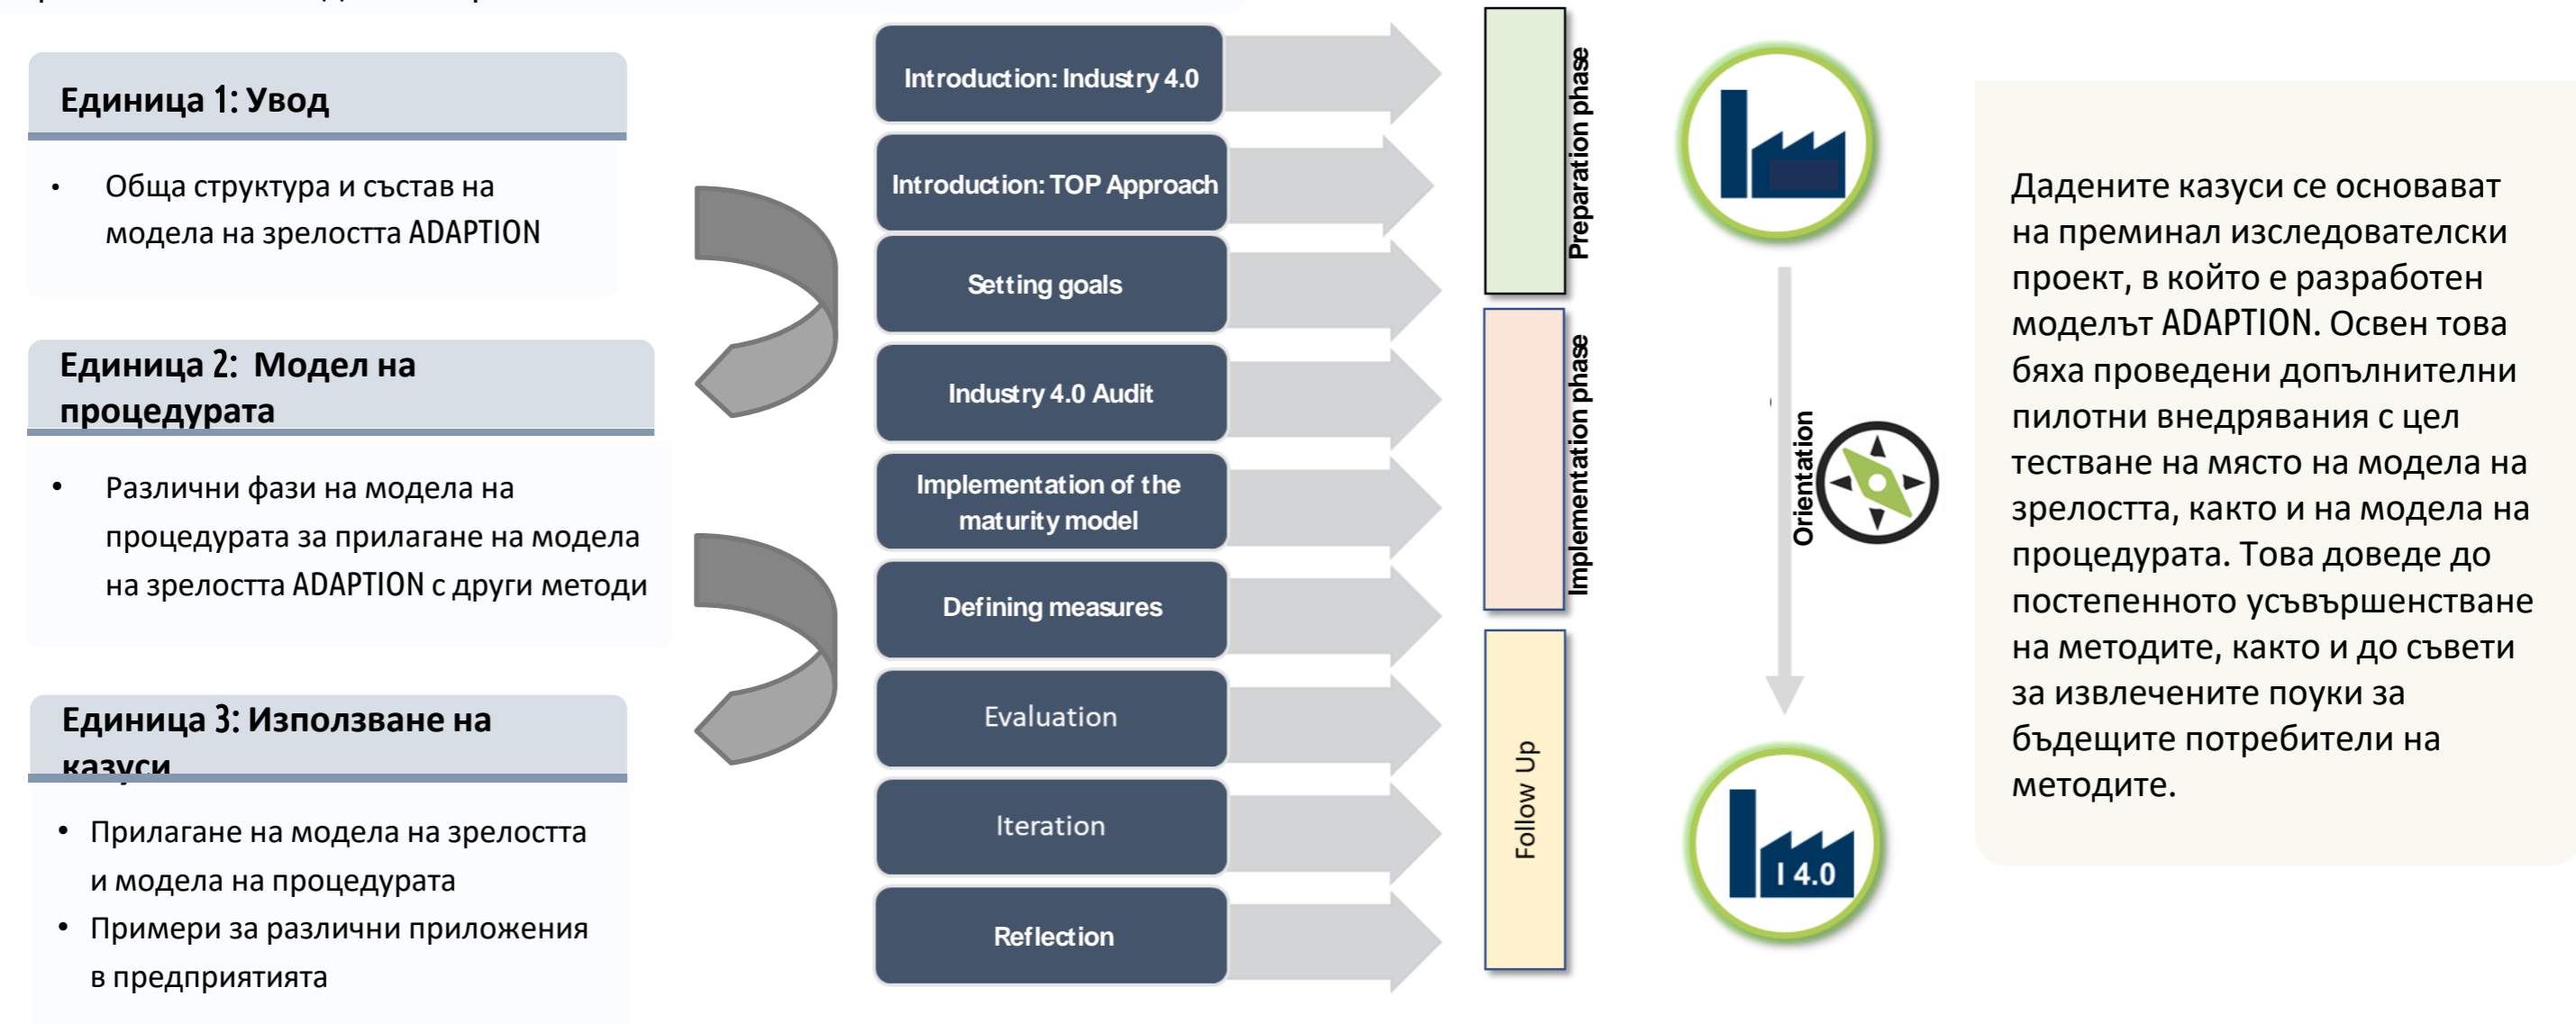 Единица 1: Увод
• Обща структура и състав на
модела на зрелостта ADAPTION
Единица 2: Модел на
процедурата
• Различни фази на модела на
процедурата за прилагане на модела
на зрелостта ADAPTION с други методи
Единица 3: Използване на
казуси
• Прилагане на модела на зрелостта
и модела на процедурата
• Примери за различни приложения
в предприятията
Introduction: Industry 4.0
Introduction: TOP Approach
Setting goals
Industry 4.0 Audit
Implementation of the
maturity model
Defining measures
Evaluation
Iteration
Reflection
Preparation phase
Implementation phase
Follow Up
Orientation
I 4.0
Дадените казуси се основават
на преминал изследователски
проект, в който е разработен
моделът ADAPTION. Освен това
бяха проведени допълнителни
пилотни внедрявания с цел
тестване на място на модела на
зрелостта, както и на модела на
процедурата. Това доведе до
постепенното усъвършенстване
на методите, както и до съвети
за извлечените поуки за
бъдещите потребители на
методите.